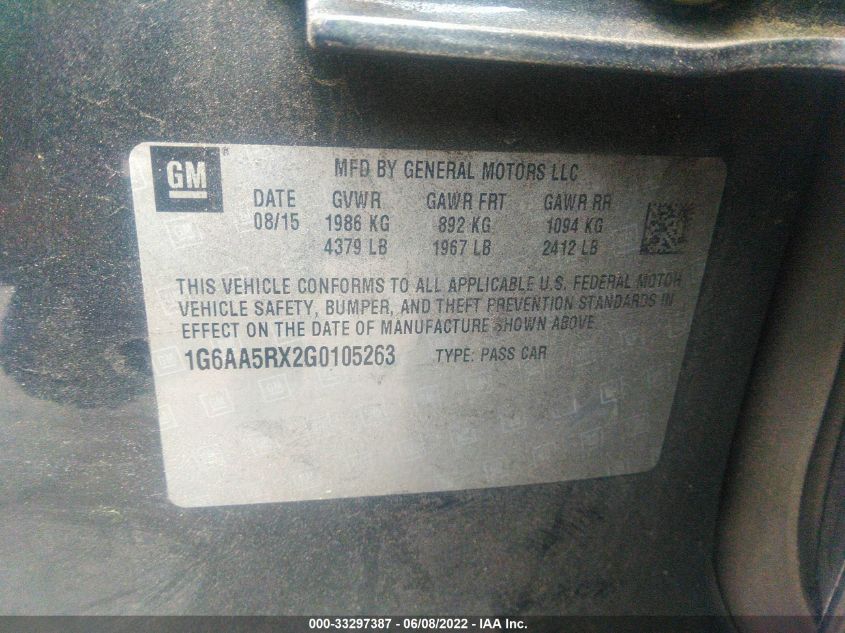 GM®
MFD BY GENERAL MOTORS LLC
DATE GVWR GAWR FRT GAWR RR
08/15 1986 KG 892 KG 1094 KG
4379 LB 1967 LB 2412 LB
THIS VEHICLE CONFORMS TO ALL APPLICABLE U.S. FEDERAL MOTOR
VEHICLE SAFETY, BUMPER, AND THEFT PREVENTION STANDARDS IN
EFFECT ON THE DATE OF MANUFACTURE SHOWN ABOVE
1G6AA5RX2G0105263 TYPE: PASS CAR
000-33297387 - 06/08/2022 - IAA Inc.